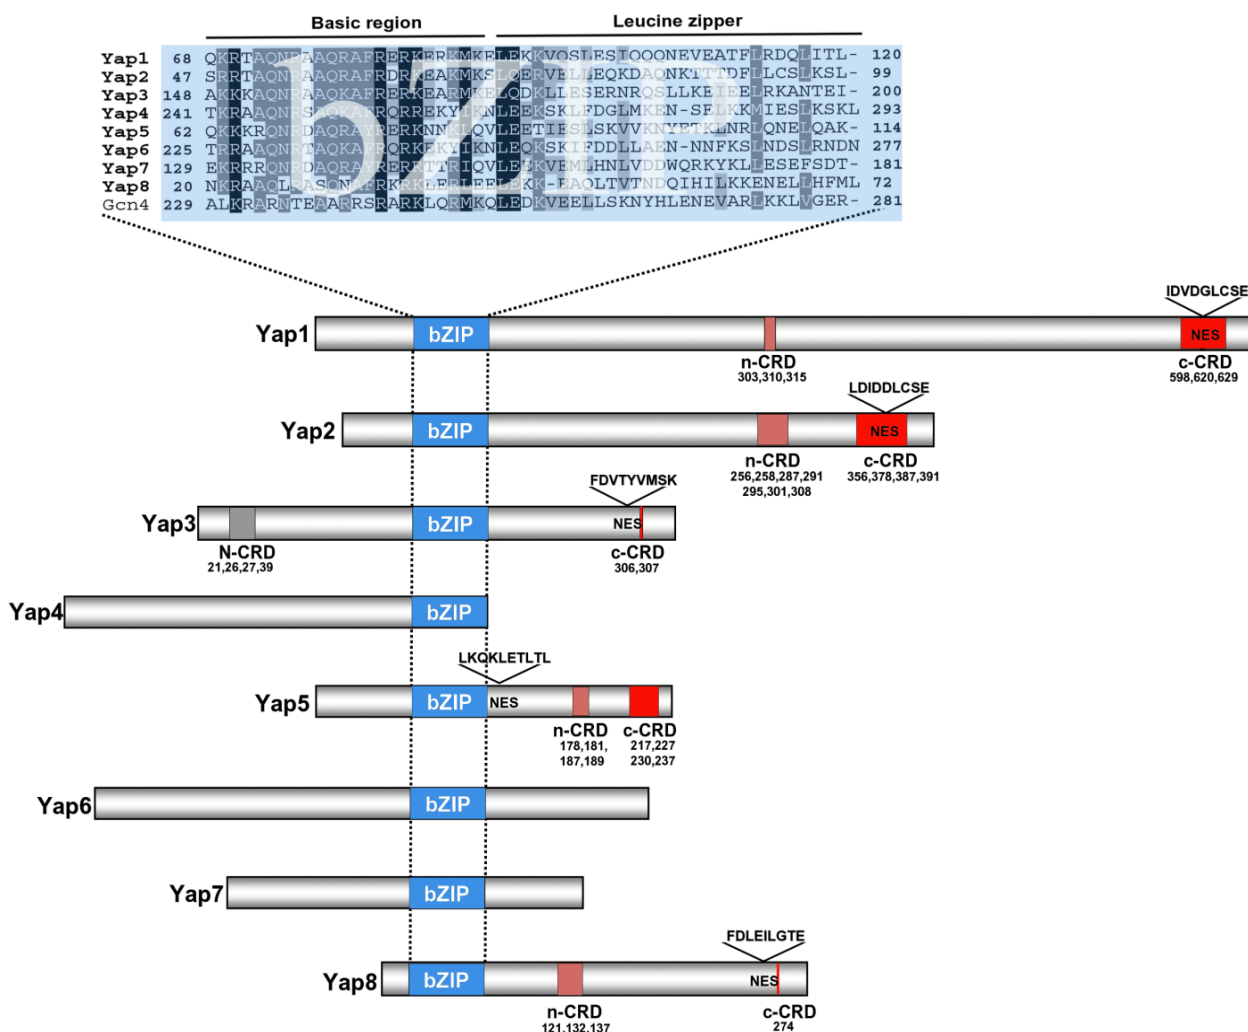 Basic region Leucine zipper
Yap1 68 QKRTAQNRAAQRAFRERKERKMKELEKKVQSLESIQQQNEVEATFLRDQLITL- 120
Yap2 47 SRRTAQNRAAQRAFRDRKEAKMKSLQERVELLEQKDAQNKTTTDFLLCSLKSL- 99
Yap3 148 AKKKAQNRAAQRAFRERKEARMKELQDKLLESERNRQSLLKEIEELRKANTEI- 200
Yap4 241 TKRAAQNRSAQKAFRQRREKYIKNLEEKSKLFDGLMKEN-SELKKMIESLKSKL 293
Yap5 62 QKKKRQNRDAQRAYRERKNNKLQVLEETIESLSKVVKNYETKLNRLQNELQAK- 114
Yap6 225 TRRAAQNRTAQKAFRQRKEKYIKNLEQKSKIFDDLLAEN-NNFKSLNDSLRNDN 277
Yap7 129 EKRRRQNRDAQRAYRERKTTRIQVLEEKVEMLHNLVDDWQRKYKLLESEFSDT- 181
Yap8 20 NKRAAQLRASQNAFRKRKLERLEELEKK-EAQLTVTNDQIHILKKENELLHFML 72
Gcn4 229 ALKRARNTEAARRSRARKLQRMKQLEDKVEELLSKNYHLENEVARLKKLVGER- 281
bZIP
IDVDGLCSE
Yap1 bZIP NES
n-CRD c-CRD
303,310,315 598,620,629
LDIDDLCSE
Yap2 bZIP NES
n-CRD c-CRD
256,258,287,291 356,378,387,391
295,301,308
FDVTYVMSK
Yap3 bZIP NES
N-CRD c-CRD
21,26,27,39 306,307
Yap4 bZIP
LKQKLETLTL
Yap5 bZIP NES
n-CRD c-CRD
178,181, 217,227
187,189 230,237
Yap6 bZIP
Yap7 bZIP
FDLEILGTE
Yap8 bZIP NES
n-CRD c-CRD
121,132,137 274